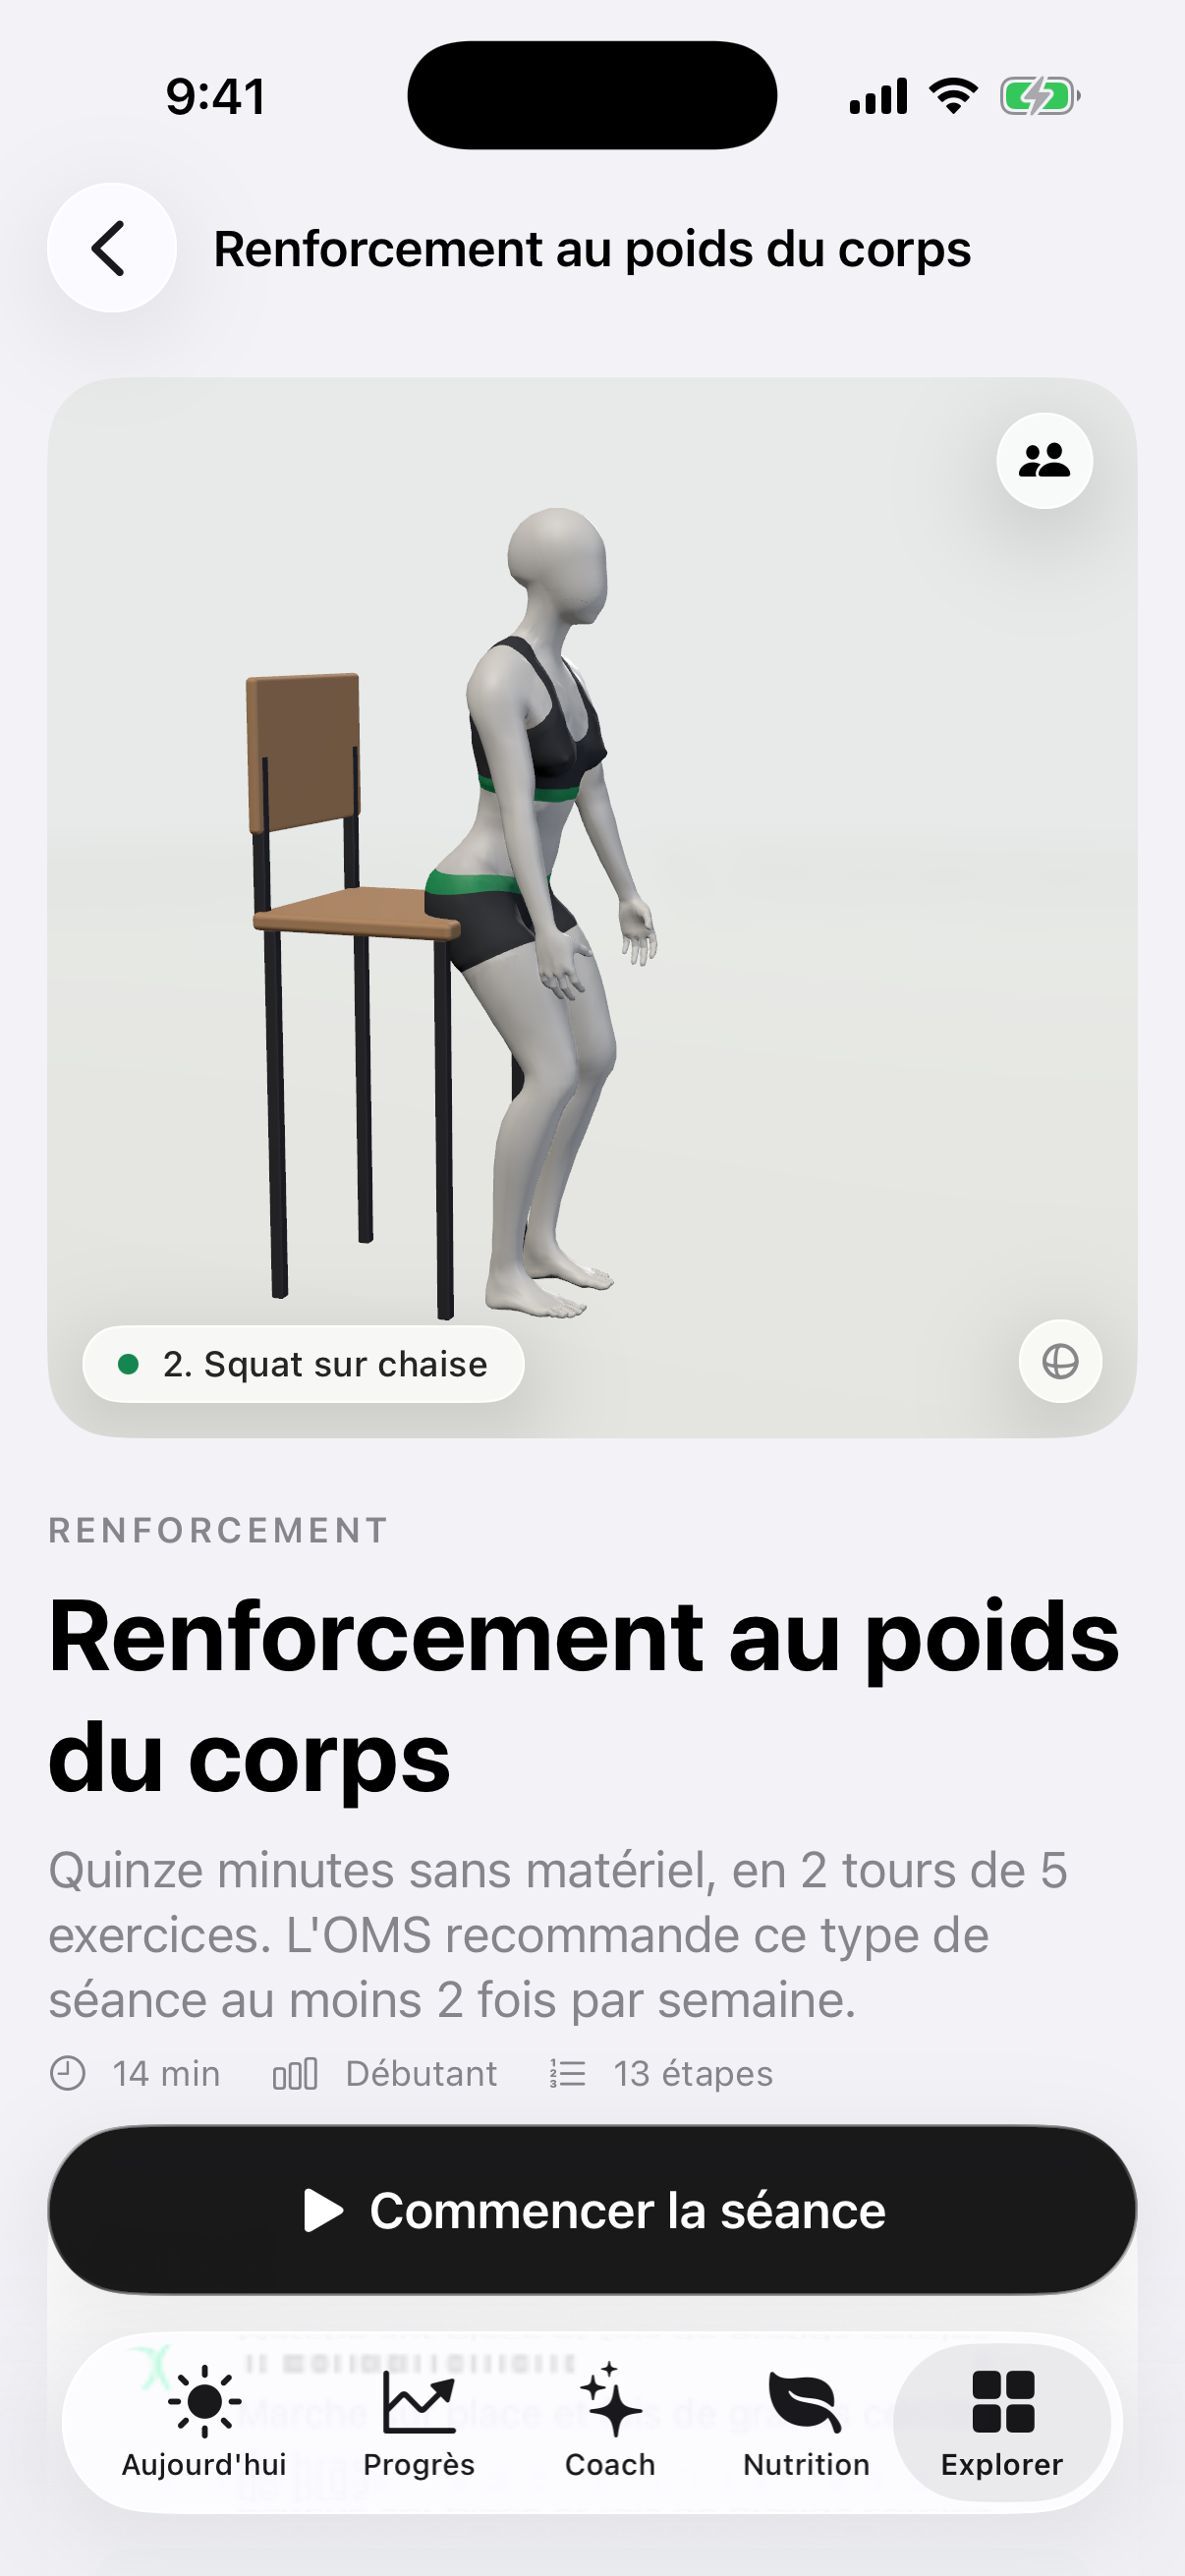 9:41
Renforcement au poids du corps
2. Squat sur chaise
RENFORCEMENT
Renforcement au poids
du corps
Quinze minutes sans matériel, en 2 tours de 5
exercices. L'OMS recommande ce type de
séance au moins 2 fois par semaine.
14 min Débutant 13 étapes
Commencer la séance
Aujourd'hui Progrès Coach Nutrition Explorer